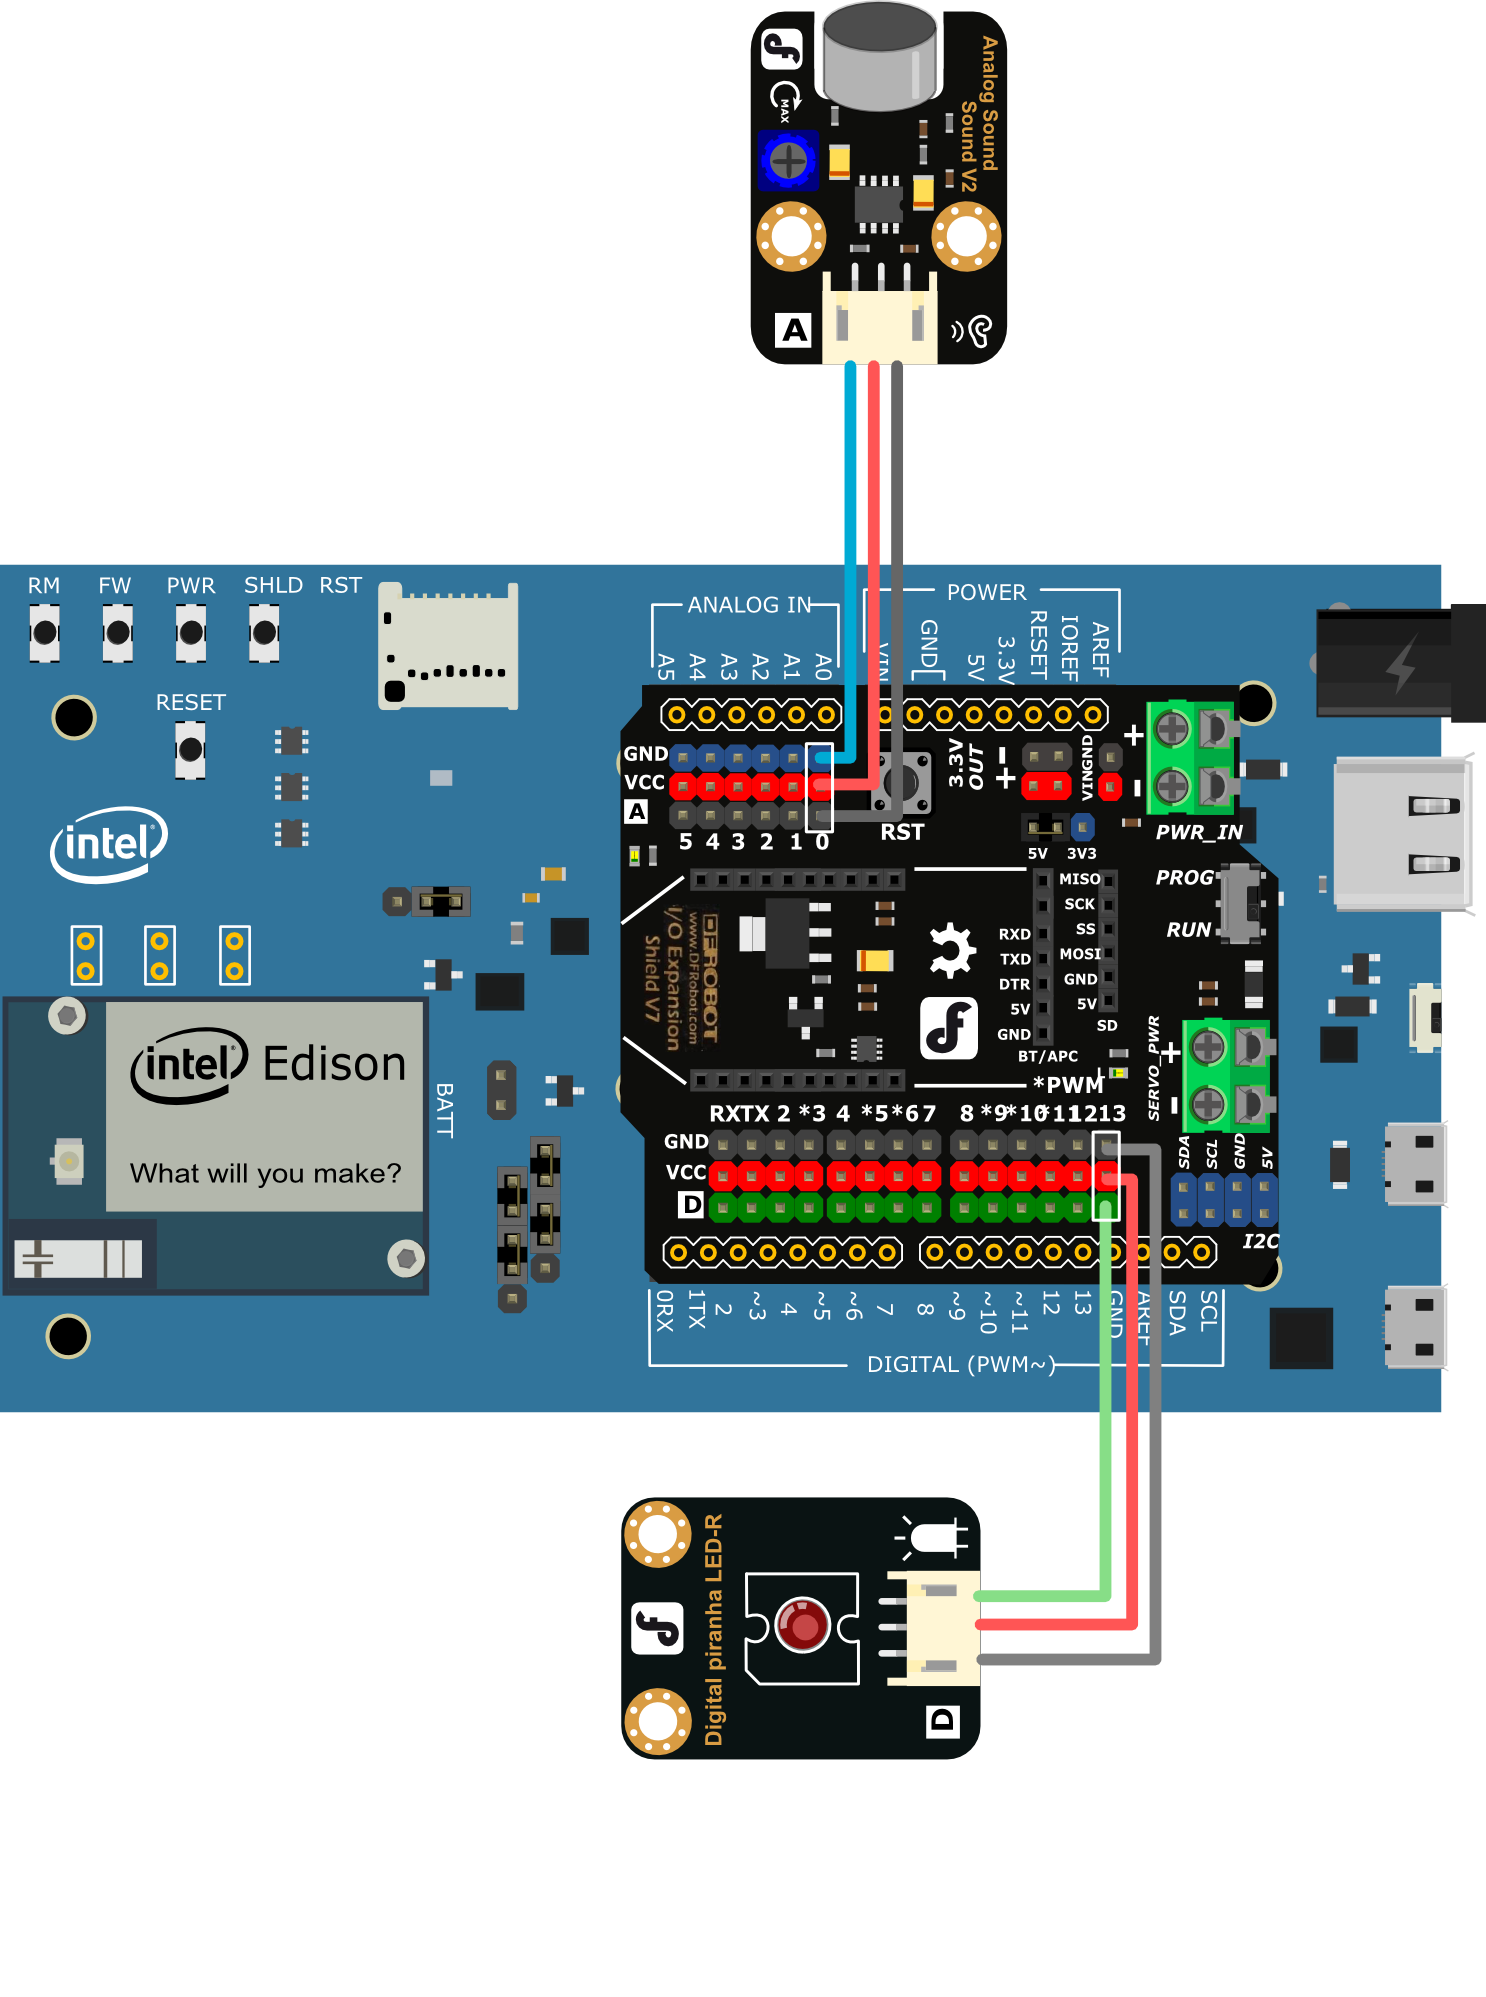 Analog Sound
Sound V2
MAX
A
RM FW PWR SHLD RST
RESET
intel
ANALOG IN
POWER
A5 A4 A3 A2 A1 A0
VIN GND 5V 3.3V RESET IOREF AREF
GND
VCC
A
5 4 3 2 1 0
RST
3.3V
OUT
- +
VIN GND
5V 3V3
+
-
PWR_IN
PROG
RUN
DFROBOT
www.DFRobot.com
I/O Expansion
Shield V7
MISO
SCK
SS
MOSI
GND
5V
SD
RXD
TXD
DTR
5V
GND
BT/APC
L
*PWM
SERVO_PWR
+
-
RX TX 2 *3 4 *5 *6 7 8 *9 *10 *11 12 13
GND
VCC
D
SDA SCL GND 5V
I2C
0RX 1TX 2 ~3 4 ~5 ~6 7 8 ~9 ~10 ~11 12 13 GND AREF SDA SCL
DIGITAL (PWM~)
intel Edison
What will you make?
BATT
Digital piranha LED-R
D